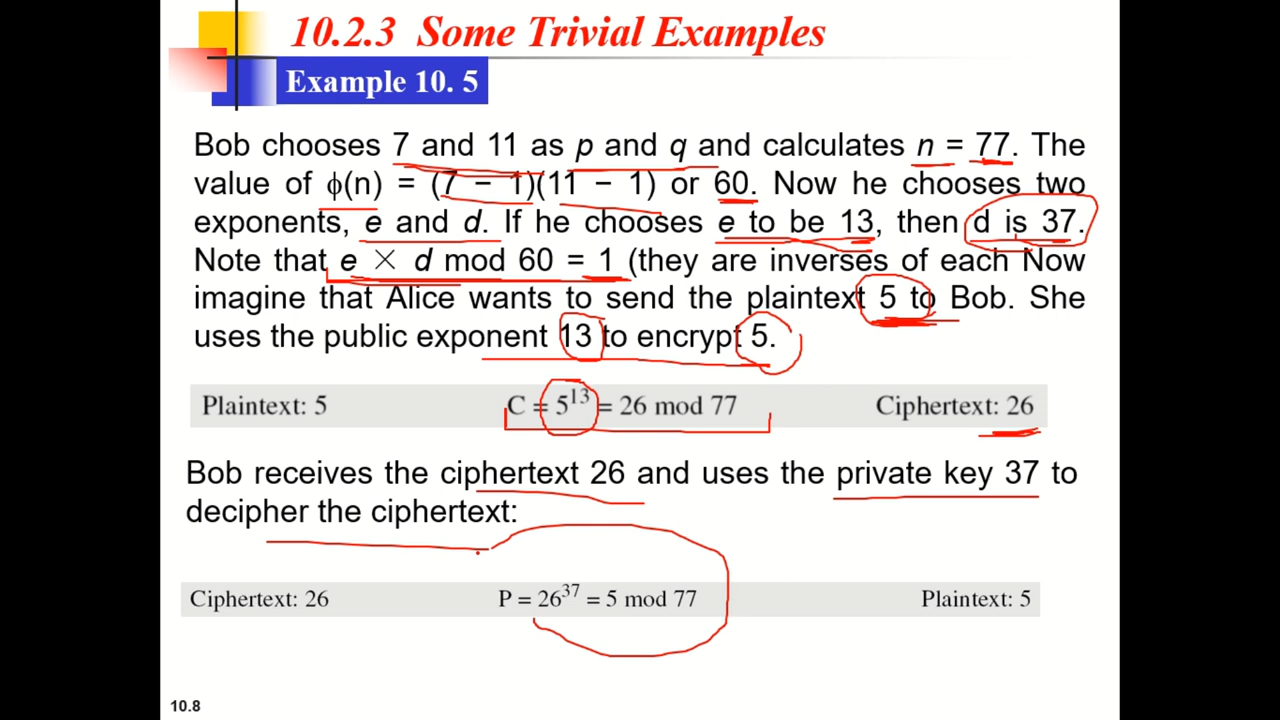 10.2.3 Some Trivial Examples
Example 10. 5
Bob chooses 7 and 11 as p and q and calculates n = 77. The
value of ϕ(n) = (7 − 1)(11 − 1) or 60. Now he chooses two
exponents, e and d. If he chooses e to be 13, then d is 37.
Note that e × d mod 60 = 1 (they are inverses of each Now
imagine that Alice wants to send the plaintext 5 to Bob. She
uses the public exponent 13 to encrypt 5.
Plaintext: 5 C = 5¹³ = 26 mod 77 Ciphertext: 26
Bob receives the ciphertext 26 and uses the private key 37 to
decipher the ciphertext:
Ciphertext: 26 P = 26³⁷ = 5 mod 77 Plaintext: 5
10.8